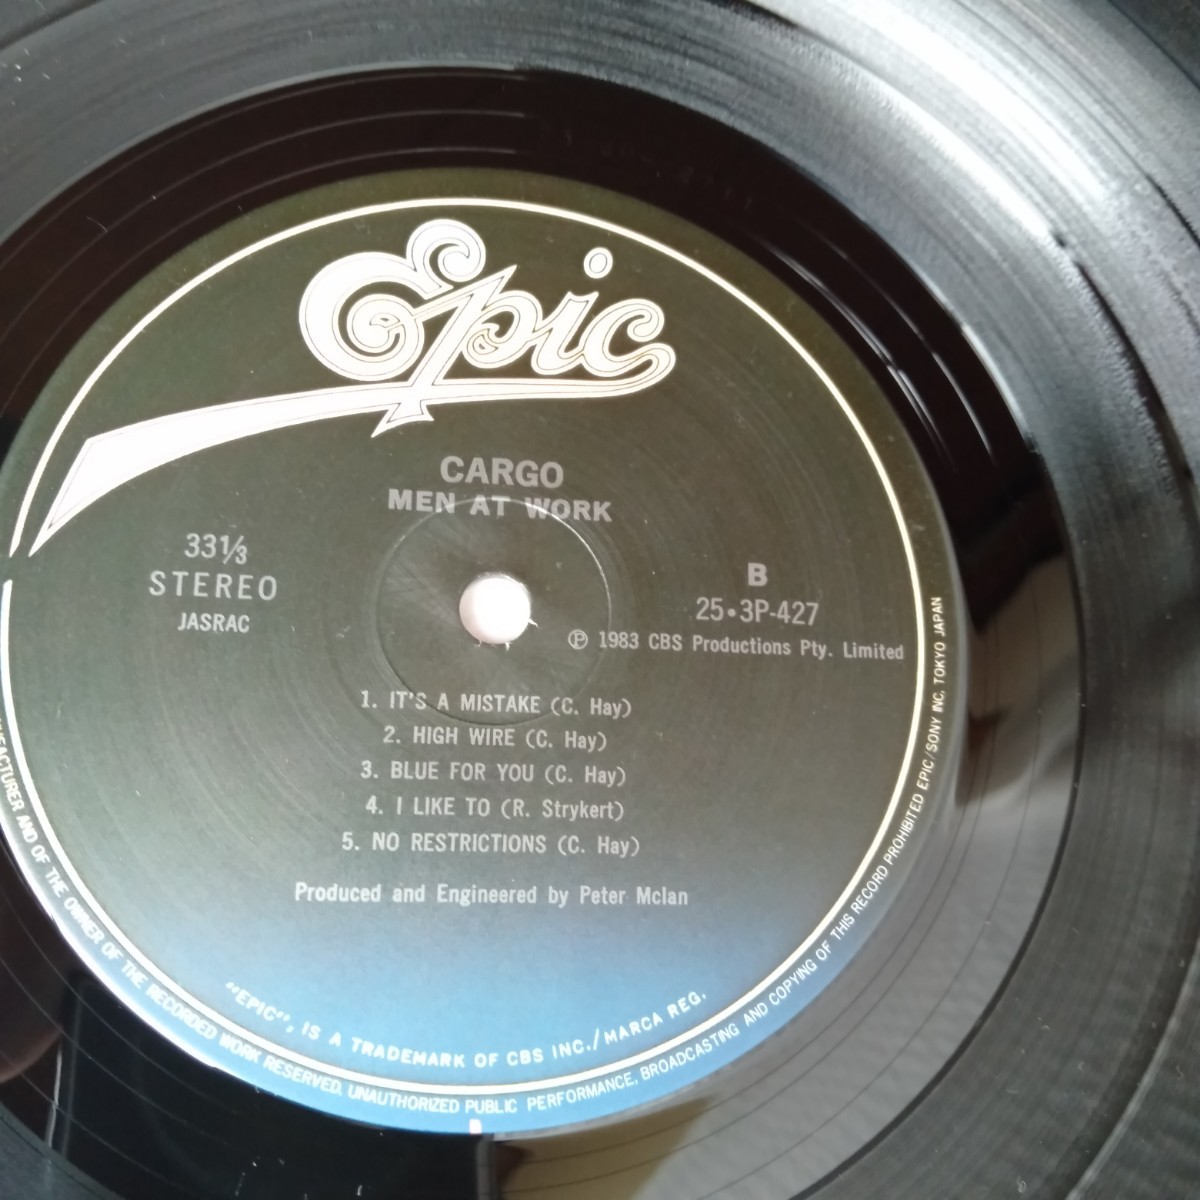 Epic
CARGO
MEN AT WORK
33⅓
STEREO
JASRAC
B
25•3P-427
℗ 1983 CBS Productions Pty. Limited
1. IT'S A MISTAKE (C. Hay)
2. HIGH WIRE (C. Hay)
3. BLUE FOR YOU (C. Hay)
4. I LIKE TO (R. Strykert)
5. NO RESTRICTIONS (C. Hay)
Produced and Engineered by Peter McIan
"EPIC", IS A TRADEMARK OF CBS INC./MARCA REG.
AND OF THE OWNER OF THE RECORDED WORK RESERVED. UNAUTHORIZED PUBLIC PERFORMANCE, BROADCASTING AND COPYING OF THIS RECORD PROHIBITED EPIC/SONY INC. TOKYO JAPAN